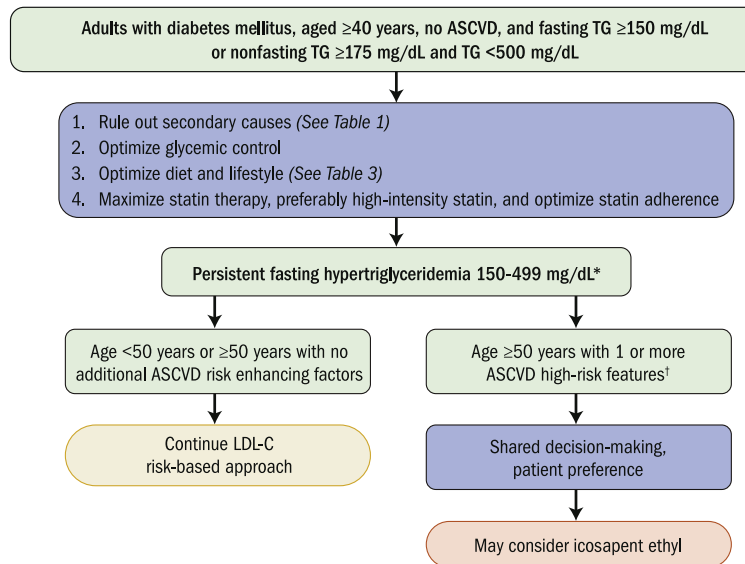 Adults with diabetes mellitus, aged ≥40 years, no ASCVD, and fasting TG ≥150 mg/dL
or nonfasting TG ≥175 mg/dL and TG <500 mg/dL
1. Rule out secondary causes (See Table 1)
2. Optimize glycemic control
3. Optimize diet and lifestyle (See Table 3)
4. Maximize statin therapy, preferably high-intensity statin, and optimize statin adherence
Persistent fasting hypertriglyceridemia 150-499 mg/dL*
Age <50 years or ≥50 years with no
additional ASCVD risk enhancing factors
Age ≥50 years with 1 or more
ASCVD high-risk features†
Continue LDL-C
risk-based approach
Shared decision-making,
patient preference
May consider icosapent ethyl